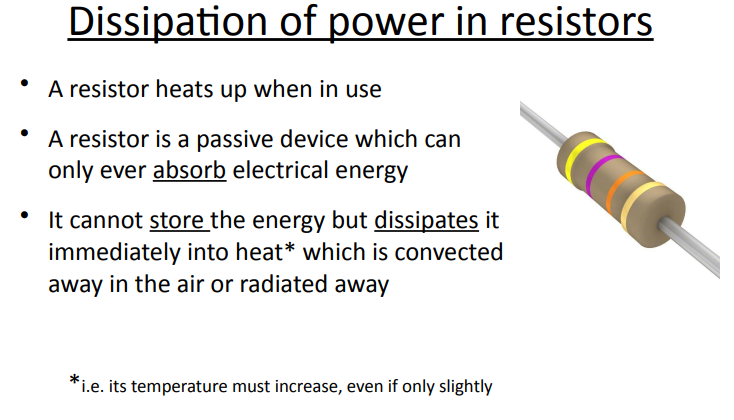 Dissipation of power in resistors
• A resistor heats up when in use
• A resistor is a passive device which can
only ever absorb electrical energy
• It cannot store the energy but dissipates it
immediately into heat* which is convected
away in the air or radiated away
*i.e. its temperature must increase, even if only slightly